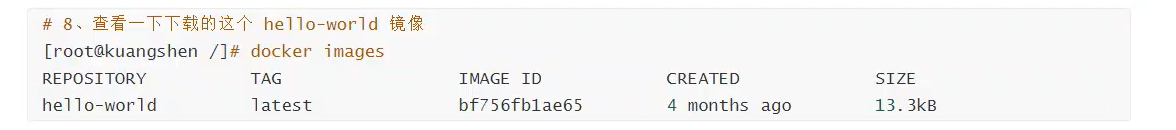 # 8、查看一下下载的这个 hello-world 镜像
[root@kuangshen /]# docker images
REPOSITORY          TAG                 IMAGE ID            CREATED             SIZE
hello-world         latest              bf756fb1ae65        4 months ago        13.3kB